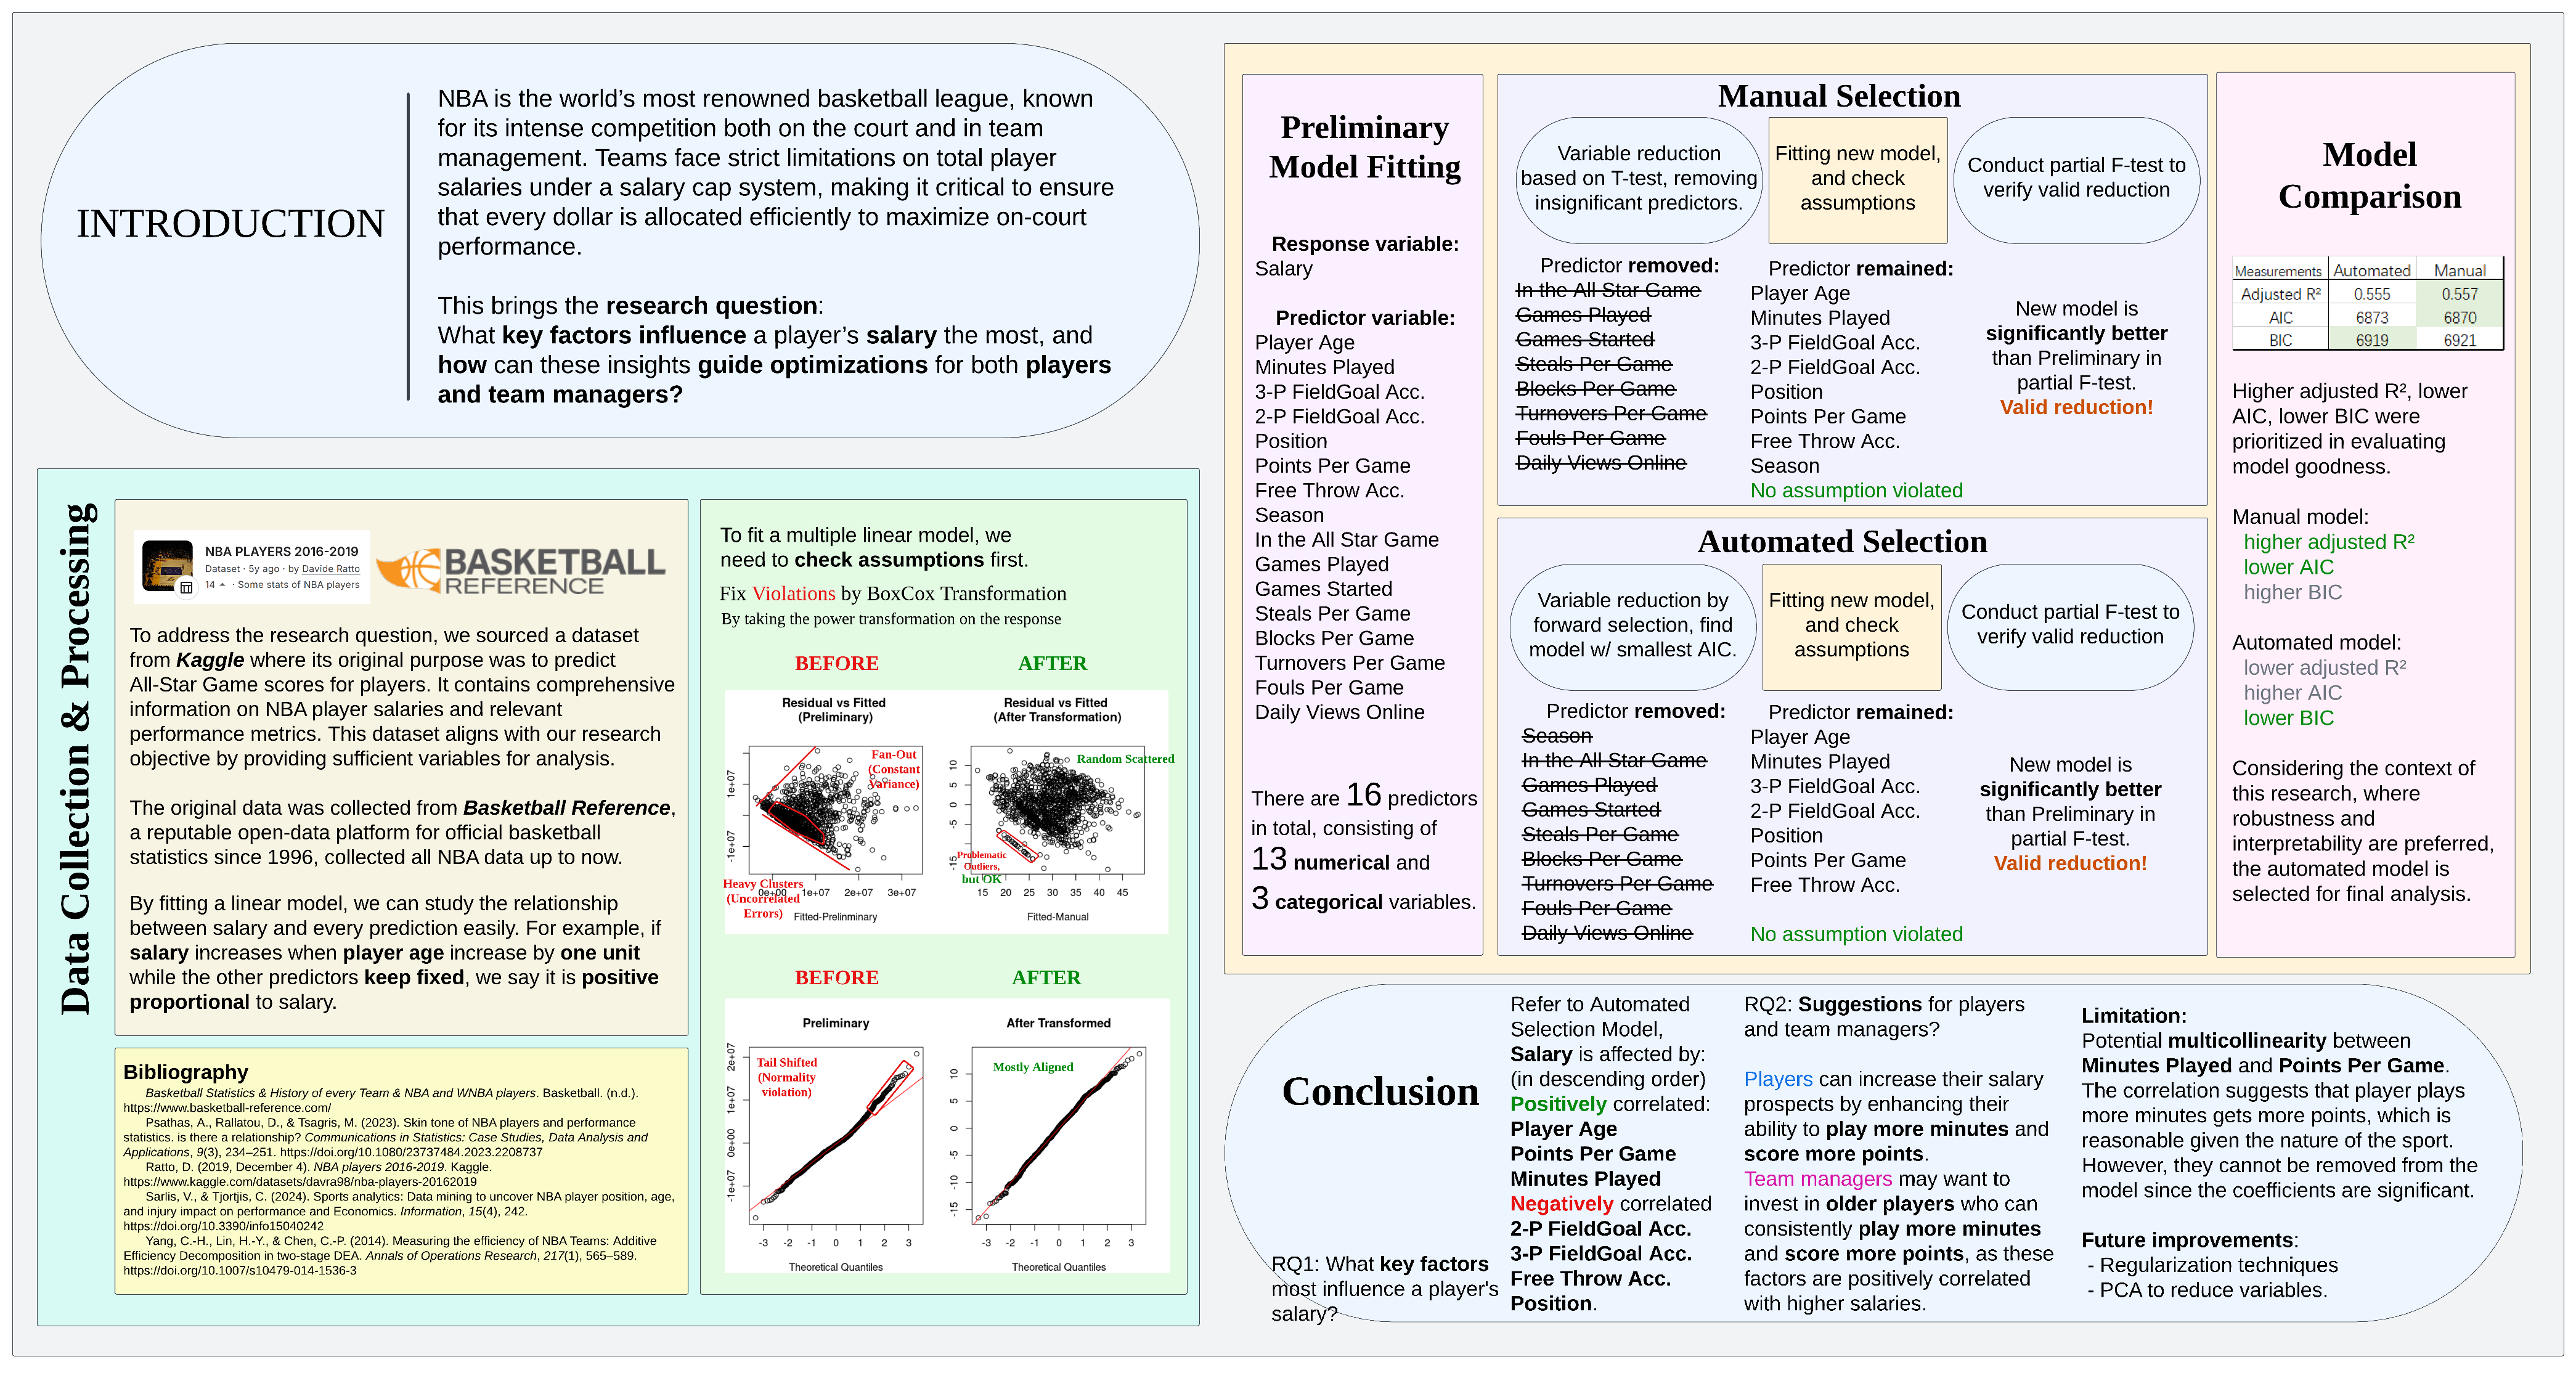 INTRODUCTION
NBA is the world's most renowned basketball league, known
for its intense competition both on the court and in team
management. Teams face strict limitations on total player
salaries under a salary cap system, making it critical to ensure
that every dollar is allocated efficiently to maximize on-court
performance.
This brings the research question:
What key factors influence a player's salary the most, and
how can these insights guide optimizations for both players
and team managers?
Data Collection & Processing
NBA PLAYERS 2016-2019
Dataset · 5y ago · by Davide Ratto
14 · Some stats of NBA players
BASKETBALL
REFERENCE
To address the research question, we sourced a dataset
from Kaggle where its original purpose was to predict
All-Star Game scores for players. It contains comprehensive
information on NBA player salaries and relevant
performance metrics. This dataset aligns with our research
objective by providing sufficient variables for analysis.
The original data was collected from Basketball Reference,
a reputable open-data platform for official basketball
statistics since 1996, collected all NBA data up to now.
By fitting a linear model, we can study the relationship
between salary and every prediction easily. For example, if
salary increases when player age increase by one unit
while the other predictors keep fixed, we say it is positive
proportional to salary.
Bibliography
Basketball Statistics & History of every Team & NBA and WNBA players. Basketball. (n.d.).
https://www.basketball-reference.com/
Psathas, A., Rallatou, D., & Tsagris, M. (2023). Skin tone of NBA players and performance
statistics. is there a relationship? Communications in Statistics: Case Studies, Data Analysis and
Applications, 9(3), 234–251. https://doi.org/10.1080/23737484.2023.2208737
Ratto, D. (2019, December 4). NBA players 2016-2019. Kaggle.
https://www.kaggle.com/datasets/davra98/nba-players-20162019
Sarlis, V., & Tjortjis, C. (2024). Sports analytics: Data mining to uncover NBA player position, age,
and injury impact on performance and Economics. Information, 15(4), 242.
https://doi.org/10.3390/info15040242
Yang, C.-H., Lin, H.-Y., & Chen, C.-P. (2014). Measuring the efficiency of NBA Teams: Additive
Efficiency Decomposition in two-stage DEA. Annals of Operations Research, 217(1), 565–589.
https://doi.org/10.1007/s10479-014-1536-3
To fit a multiple linear model, we
need to check assumptions first.
Fix Violations by BoxCox Transformation
By taking the power transformation on the response
BEFORE
AFTER
Residual vs Fitted
(Preliminary)
Fan-Out
(Constant
Variance)
1e+07
-1e+07
Heavy Clusters
(Uncorrelated
Errors)
0e+00 1e+07 2e+07 3e+07
Fitted-Prelinminary
Residual vs Fitted
(After Transformation)
Random Scattered
10
5
0
-5
-15
Problematic
Outliers,
but OK
15 20 25 30 35 40 45
Fitted-Manual
BEFORE
AFTER
Preliminary
Tail Shifted
(Normality
violation)
2e+07
1e+07
0e+00
-1e+07
-3 -2 -1 0 1 2 3
Theoretical Quantiles
After Transformed
Mostly Aligned
10
5
0
-5
-10
-15
-3 -2 -1 0 1 2 3
Theoretical Quantiles
Preliminary
Model Fitting
Response variable:
Salary
Predictor variable:
Player Age
Minutes Played
3-P FieldGoal Acc.
2-P FieldGoal Acc.
Position
Points Per Game
Free Throw Acc.
Season
In the All Star Game
Games Played
Games Started
Steals Per Game
Blocks Per Game
Turnovers Per Game
Fouls Per Game
Daily Views Online
There are 16 predictors
in total, consisting of
13 numerical and
3 categorical variables.
Manual Selection
Variable reduction
based on T-test, removing
insignificant predictors.
Fitting new model,
and check
assumptions
Conduct partial F-test to
verify valid reduction
Predictor removed:
In the All Star Game
Games Played
Games Started
Steals Per Game
Blocks Per Game
Turnovers Per Game
Fouls Per Game
Daily Views Online
Predictor remained:
Player Age
Minutes Played
3-P FieldGoal Acc.
2-P FieldGoal Acc.
Position
Points Per Game
Free Throw Acc.
Season
No assumption violated
New model is
significantly better
than Preliminary in
partial F-test.
Valid reduction!
Automated Selection
Variable reduction by
forward selection, find
model w/ smallest AIC.
Fitting new model,
and check
assumptions
Conduct partial F-test to
verify valid reduction
Predictor removed:
Season
In the All Star Game
Games Played
Games Started
Steals Per Game
Blocks Per Game
Turnovers Per Game
Fouls Per Game
Daily Views Online
Predictor remained:
Player Age
Minutes Played
3-P FieldGoal Acc.
2-P FieldGoal Acc.
Position
Points Per Game
Free Throw Acc.
No assumption violated
New model is
significantly better
than Preliminary in
partial F-test.
Valid reduction!
Model
Comparison
Measurements Automated Manual
Adjusted R² 0.555 0.557
AIC 6873 6870
BIC 6919 6921
Higher adjusted R², lower
AIC, lower BIC were
prioritized in evaluating
model goodness.
Manual model:
higher adjusted R²
lower AIC
higher BIC
Automated model:
lower adjusted R²
higher AIC
lower BIC
Considering the context of
this research, where
robustness and
interpretability are preferred,
the automated model is
selected for final analysis.
Conclusion
RQ1: What key factors
most influence a player's
salary?
Refer to Automated
Selection Model,
Salary is affected by:
(in descending order)
Positively correlated:
Player Age
Points Per Game
Minutes Played
Negatively correlated
2-P FieldGoal Acc.
3-P FieldGoal Acc.
Free Throw Acc.
Position.
RQ2: Suggestions for players
and team managers?
Players can increase their salary
prospects by enhancing their
ability to play more minutes and
score more points.
Team managers may want to
invest in older players who can
consistently play more minutes
and score more points, as these
factors are positively correlated
with higher salaries.
Limitation:
Potential multicollinearity between
Minutes Played and Points Per Game.
The correlation suggests that player plays
more minutes gets more points, which is
reasonable given the nature of the sport.
However, they cannot be removed from the
model since the coefficients are significant.
Future improvements:
- Regularization techniques
- PCA to reduce variables.